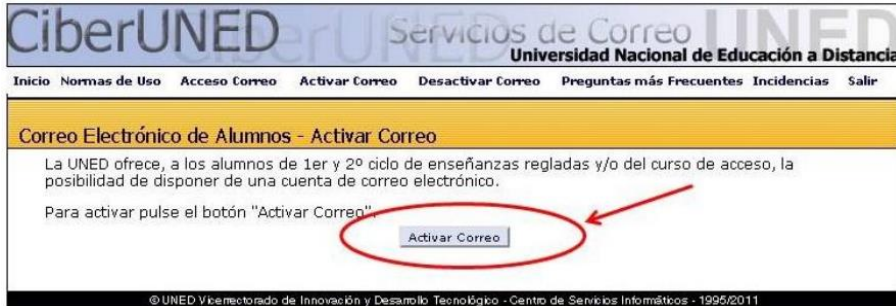 CiberUNED
Servicios de Correo
UNED
Universidad Nacional de Educación a Distancia
Inicio Normas de Uso Acceso Correo Activar Correo Desactivar Correo Preguntas más Frecuentes Incidencias Salir
Correo Electrónico de Alumnos - Activar Correo
La UNED ofrece, a los alumnos de 1er y 2º ciclo de enseñanzas regladas y/o del curso de acceso, la
posibilidad de disponer de una cuenta de correo electrónico.
Para activar pulse el botón "Activar Correo".
Activar Correo
©UNED Vicerrectorado de Innovación y Desarrollo Tecnológico - Centro de Servicios Informáticos - 1995/2011